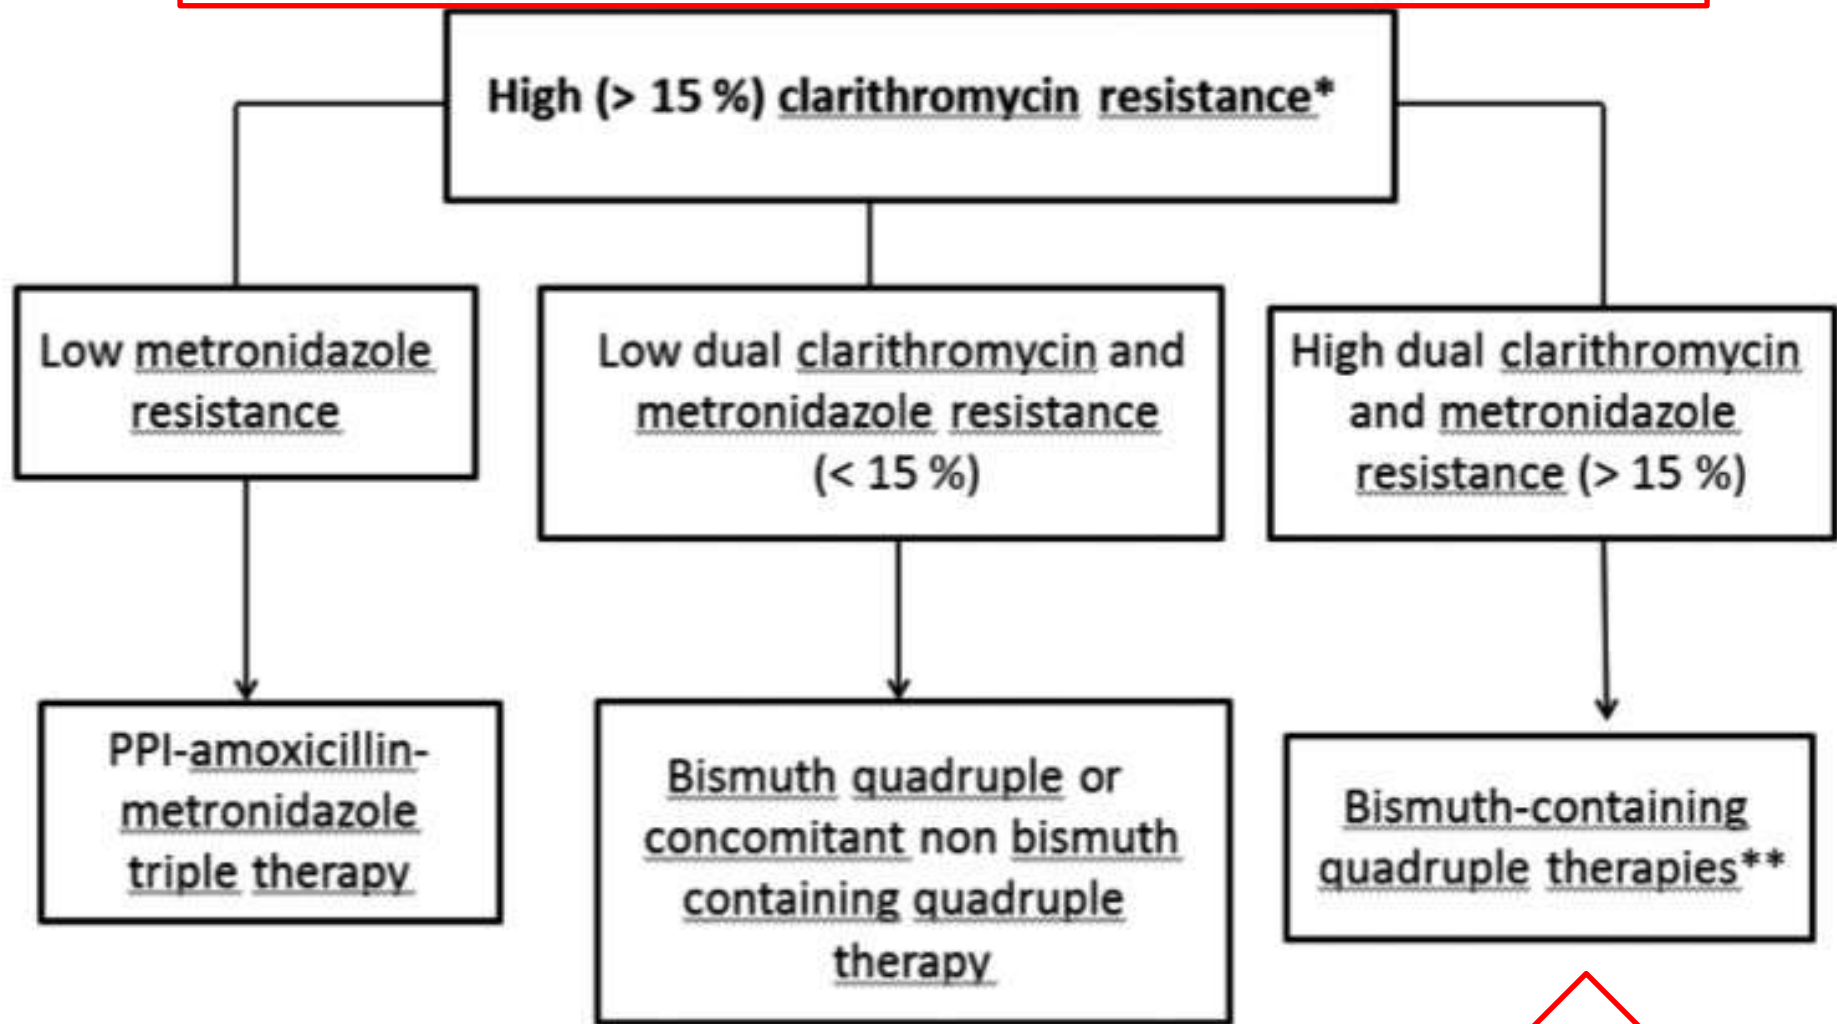 High (> 15 %) clarithromycin resistance*
Low metronidazole
resistance
Low dual clarithromycin and
metronidazole resistance
(< 15 %)
High dual clarithromycin
and metronidazole
resistance (> 15 %)
PPI-amoxicillin-
metronidazole
triple therapy
Bismuth quadruple or
concomitant non bismuth
containing quadruple
therapy
Bismuth-containing
quadruple therapies**